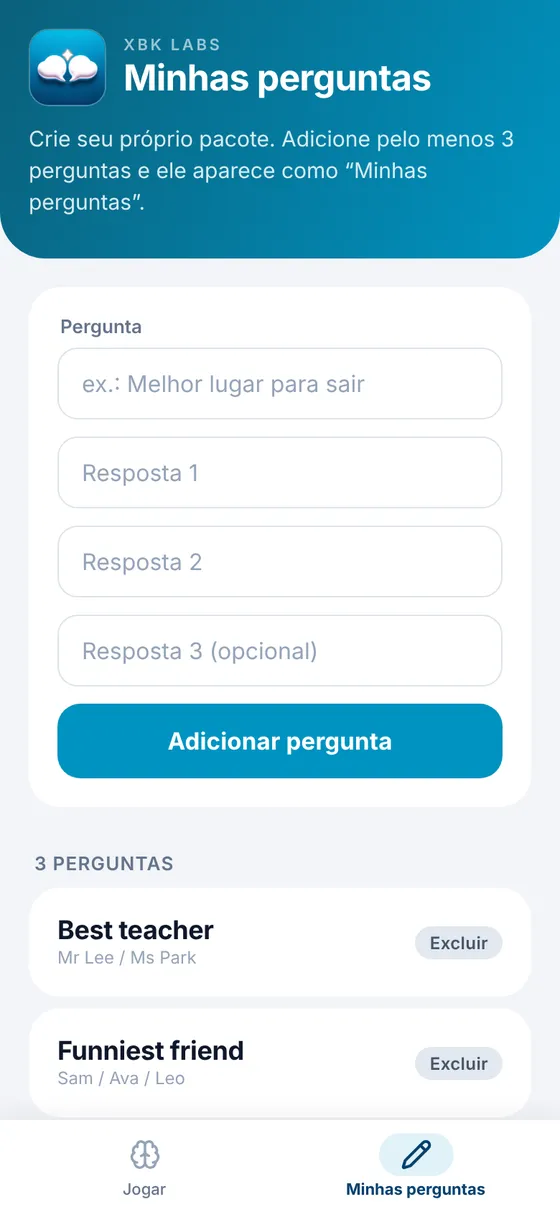 XBK LABS
Minhas perguntas
Crie seu próprio pacote. Adicione pelo menos 3
perguntas e ele aparece como “Minhas
perguntas”.
Pergunta
ex.: Melhor lugar para sair
Resposta 1
Resposta 2
Resposta 3 (opcional)
Adicionar pergunta
3 PERGUNTAS
Best teacher
Mr Lee / Ms Park
Excluir
Funniest friend
Sam / Ava / Leo
Excluir
Jogar
Minhas perguntas